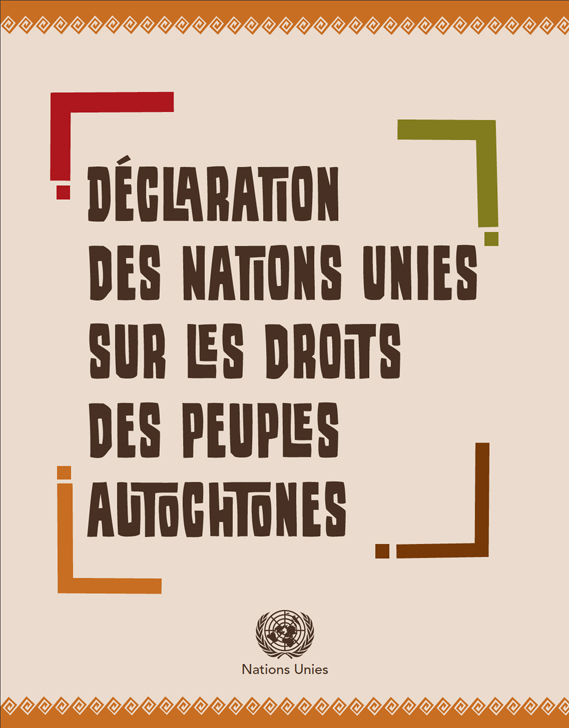 DÉCLARATION
DES NATIONS UNIES
SUR LES DROITS
DES PEUPLES
AUTOCHTONES
Nations Unies